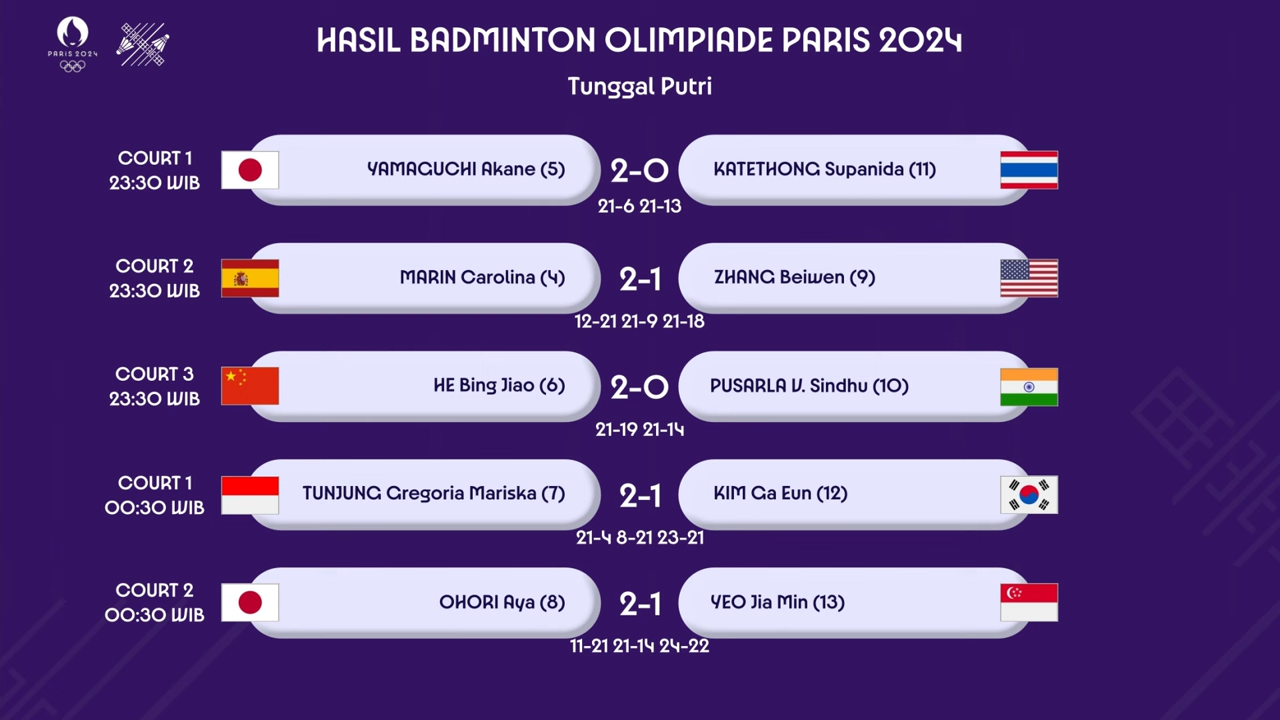 PARIS 2024
HASIL BADMINTON OLIMPIADE PARIS 2024
Tunggal Putri
COURT 1
23:30 WIB
YAMAGUCHI Akane (5)
2-0
KATETHONG Supanida (11)
21-6 21-13
COURT 2
23:30 WIB
MARIN Carolina (4)
2-1
ZHANG Beiwen (9)
12-21 21-9 21-18
COURT 3
23:30 WIB
HE Bing Jiao (6)
2-0
PUSARLA V. Sindhu (10)
21-19 21-14
COURT 1
00:30 WIB
TUNJUNG Gregoria Mariska (7)
2-1
KIM Ga Eun (12)
21-4 8-21 23-21
COURT 2
00:30 WIB
OHORI Aya (8)
2-1
YEO Jia Min (13)
11-21 21-14 24-22